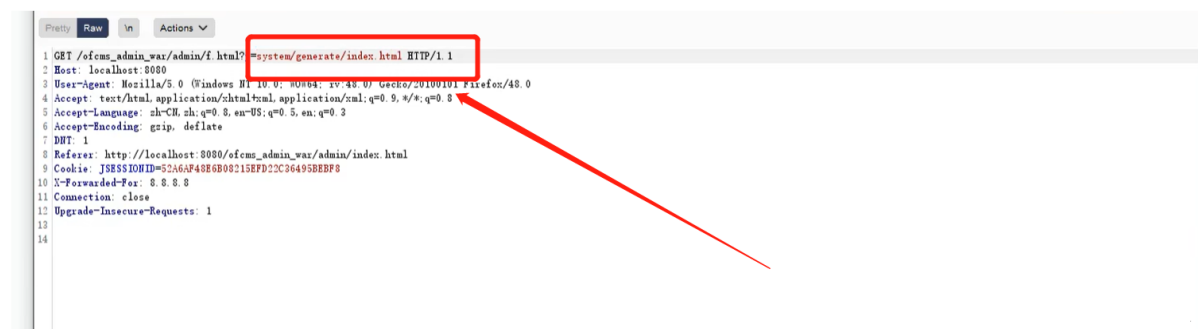 Pretty Raw \n Actions
1 GET /ofcms_admin_war/admin/f.html?=system/generate/index.html HTTP/1.1
2 Host: localhost:8080
3 User-Agent: Mozilla/5.0 (Windows NT 10.0; WOW64; rv:48.0) Gecko/20100101 Firefox/48.0
4 Accept: text/html,application/xhtml+xml,application/xml;q=0.9,*/*;q=0.8
5 Accept-Language: zh-CN,zh;q=0.8,en-US;q=0.5,en;q=0.3
6 Accept-Encoding: gzip, deflate
7 DNT: 1
8 Referer: http://localhost:8080/ofcms_admin_war/admin/index.html
9 Cookie: JSESSIONID=52A6AF48E6B08215EFD22C36495BEBF8
10 X-Forwarded-For: 8.8.8.8
11 Connection: close
12 Upgrade-Insecure-Requests: 1
13
14